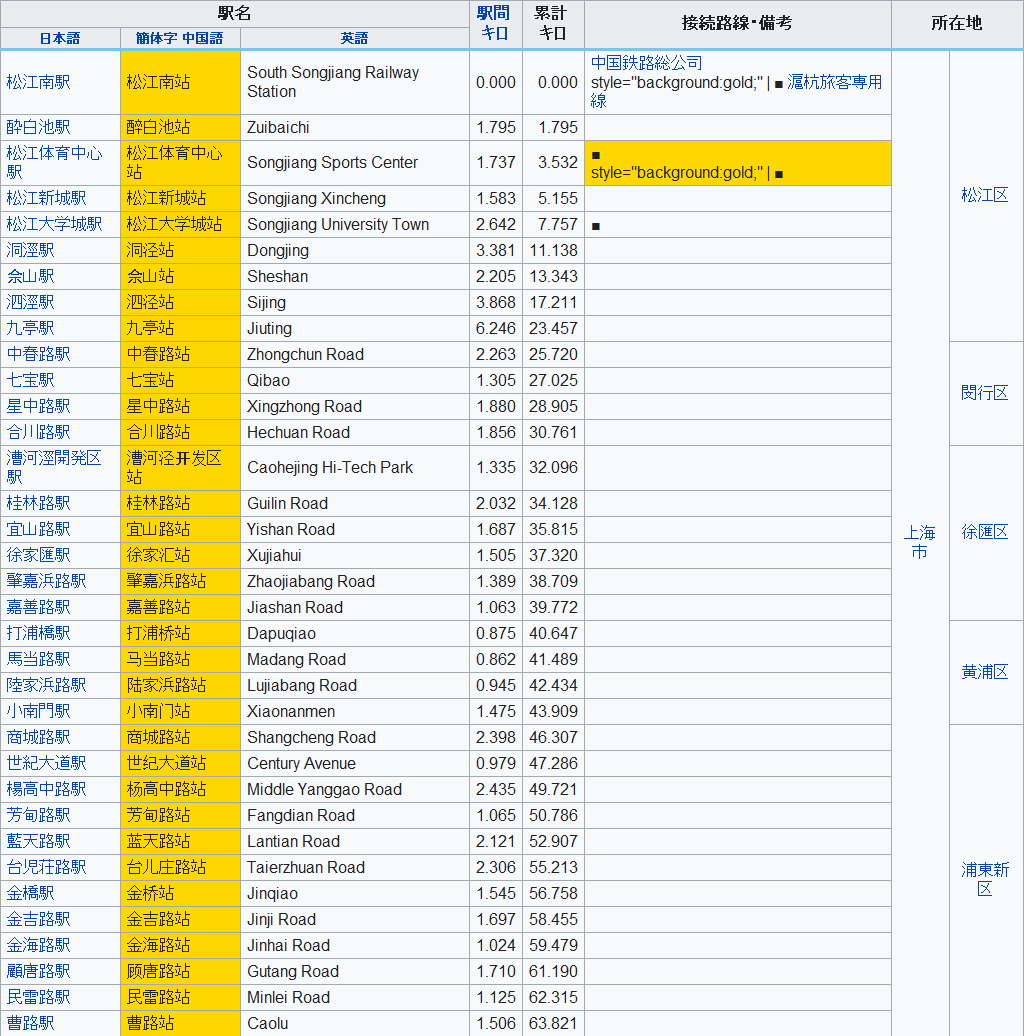 駅名 駅間キロ 累計キロ 接続路線・備考 所在地
日本語 簡体字 中国語 英語
松江南駅 松江南站 South Songjiang Railway Station 0.000 0.000 中国鉄路総公司
style="background:gold;" | ■ 滬杭旅客専用線 上海市 松江区
酔白池駅 醉白池站 Zuibaichi 1.795 1.795
松江体育中心駅 松江体育中心站 Songjiang Sports Center 1.737 3.532 ■
style="background:gold;" | ■
松江新城駅 松江新城站 Songjiang Xincheng 1.583 5.155
松江大学城駅 松江大学城站 Songjiang University Town 2.642 7.757 ■
洞涇駅 洞泾站 Dongjing 3.381 11.138
佘山駅 佘山站 Sheshan 2.205 13.343
泗涇駅 泗泾站 Sijing 3.868 17.211
九亭駅 九亭站 Jiuting 6.246 23.457
中春路駅 中春路站 Zhongchun Road 2.263 25.720 閔行区
七宝駅 七宝站 Qibao 1.305 27.025
星中路駅 星中路站 Xingzhong Road 1.880 28.905
合川路駅 合川路站 Hechuan Road 1.856 30.761
漕河涇開発区駅 漕河泾开发区站 Caohejing Hi-Tech Park 1.335 32.096 徐匯区
桂林路駅 桂林路站 Guilin Road 2.032 34.128
宜山路駅 宜山路站 Yishan Road 1.687 35.815
徐家匯駅 徐家汇站 Xujiahui 1.505 37.320
肇嘉浜路駅 肇嘉浜路站 Zhaojiabang Road 1.389 38.709
嘉善路駅 嘉善路站 Jiashan Road 1.063 39.772
打浦橋駅 打浦桥站 Dapuqiao 0.875 40.647 黄浦区
馬当路駅 马当路站 Madang Road 0.862 41.489
陸家浜路駅 陆家浜路站 Lujiabang Road 0.945 42.434
小南門駅 小南门站 Xiaonanmen 1.475 43.909
商城路駅 商城路站 Shangcheng Road 2.398 46.307 浦東新区
世紀大道駅 世纪大道站 Century Avenue 0.979 47.286
楊高中路駅 杨高中路站 Middle Yanggao Road 2.435 49.721
芳甸路駅 芳甸路站 Fangdian Road 1.065 50.786
藍天路駅 蓝天路站 Lantian Road 2.121 52.907
台児荘路駅 台儿庄路站 Taierzhuan Road 2.306 55.213
金橋駅 金桥站 Jinqiao 1.545 56.758
金吉路駅 金吉路站 Jinji Road 1.697 58.455
金海路駅 金海路站 Jinhai Road 1.024 59.479
顧唐路駅 顾唐路站 Gutang Road 1.710 61.190
民雷路駅 民雷路站 Minlei Road 1.125 62.315
曹路駅 曹路站 Caolu 1.506 63.821